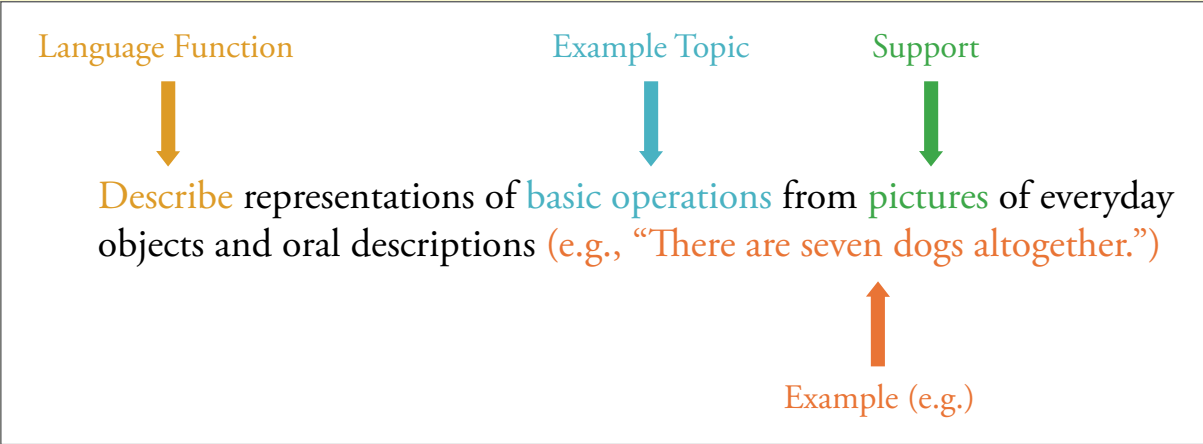 Language Function Example Topic Support
Describe representations of basic operations from pictures of everyday
objects and oral descriptions (e.g., “There are seven dogs altogether.”)
Example (e.g.)